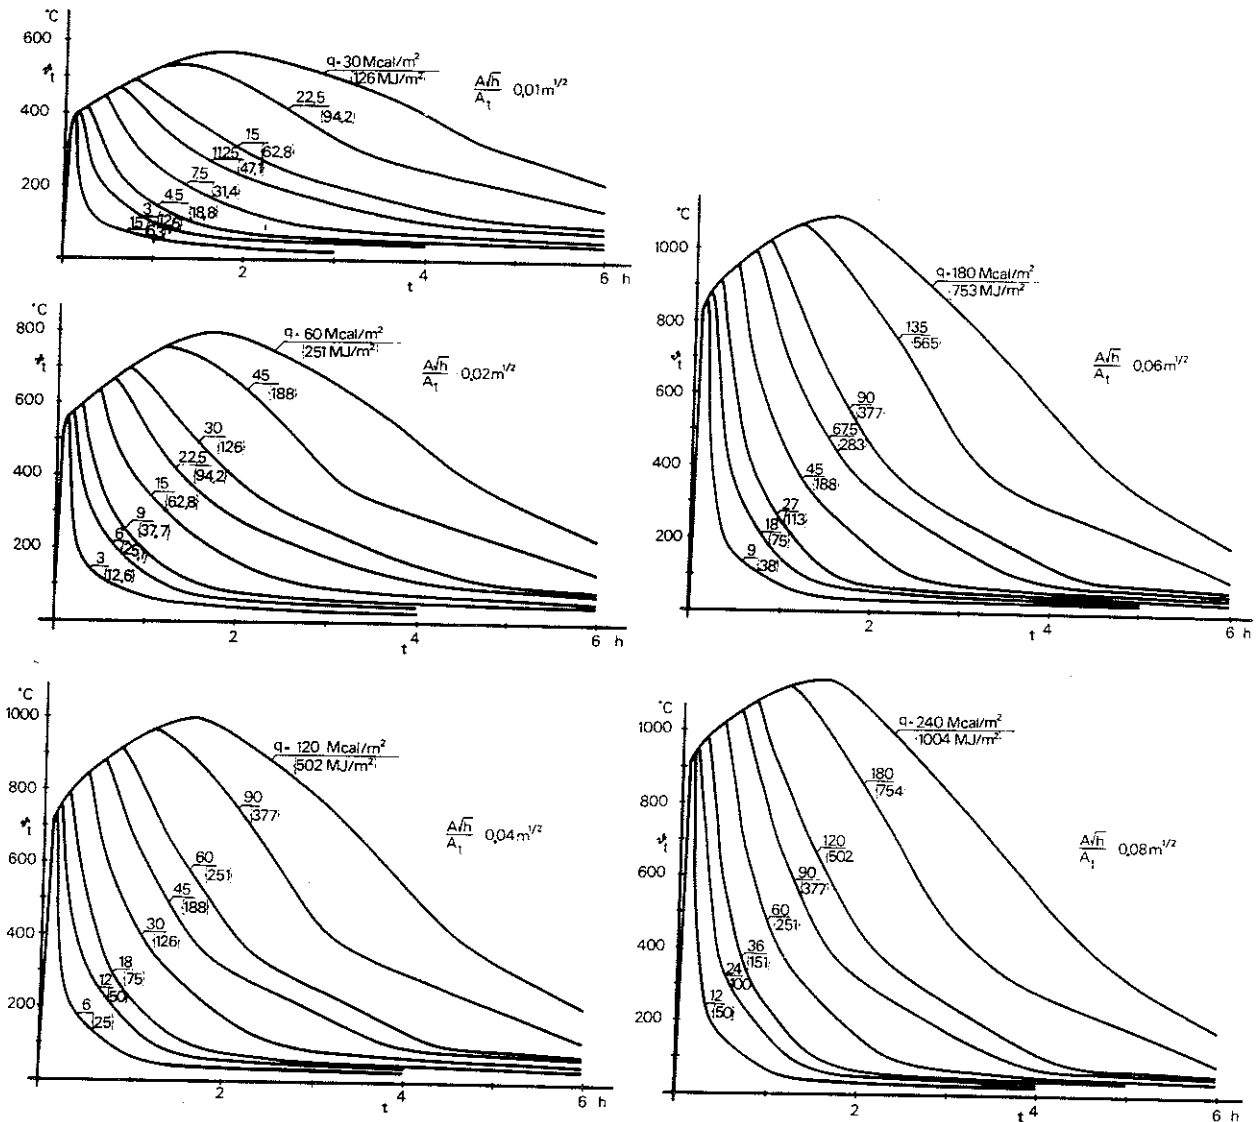 °C
600
400
200
ϑt
q = 30 Mcal/m²
(126 MJ/m²)
22,5
(94,2)
15
(62,8)
11,25
(47,1)
7,5
(31,4)
4,5
(18,8)
3
(12,6)
1,5
(6,3)
A√h
At
0,01 m^1/2
2
4
6 h
t
°C
800
600
400
200
ϑt
q = 60 Mcal/m²
(251 MJ/m²)
45
(188)
30
(126)
22,5
(94,2)
15
(62,8)
9
(37,7)
6
(25,1)
3
(12,6)
A√h
At
0,02 m^1/2
2
4
6 h
t
°C
1000
800
600
400
200
ϑt
q = 120 Mcal/m²
(502 MJ/m²)
90
(377)
60
(251)
45
(188)
30
(126)
18
(75)
12
(50)
6
(25)
A√h
At
0,04 m^1/2
2
4
6 h
t
°C
1000
800
600
400
200
ϑt
q = 180 Mcal/m²
(753 MJ/m²)
135
(565)
90
(377)
67,5
(283)
45
(188)
27
(113)
18
(75)
9
(38)
A√h
At
0,06 m^1/2
2
4
6 h
t
°C
1000
800
600
400
200
ϑt
q = 240 Mcal/m²
(1004 MJ/m²)
180
(754)
120
(502)
90
(377)
60
(251)
36
(151)
24
(100)
12
(50)
A√h
At
0,08 m^1/2
2
4
6 h
t